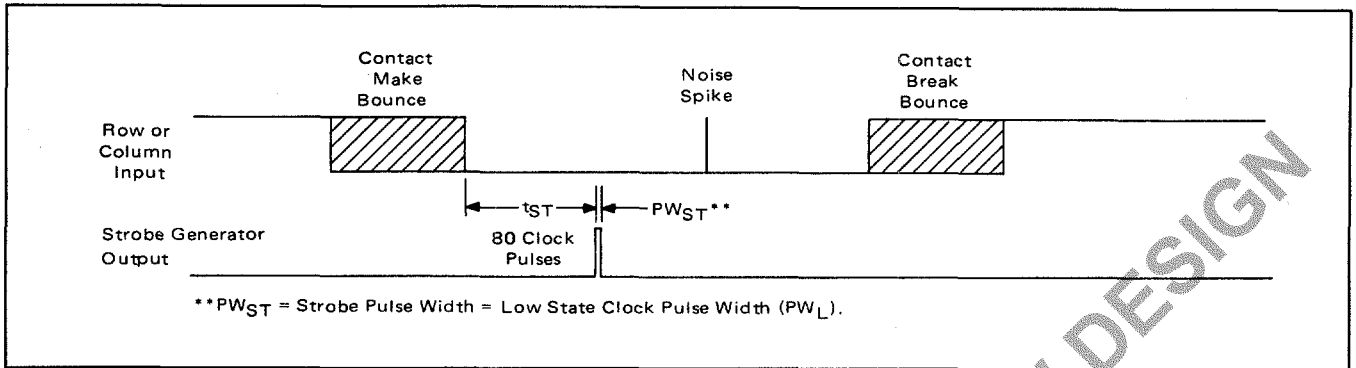 Contact
Make
Bounce
Noise
Spike
Contact
Break
Bounce
Row or
Column
Input
tST
PWST**
Strobe Generator
Output
80 Clock
Pulses
**PWST = Strobe Pulse Width = Low State Clock Pulse Width (PWL).
DESIGN